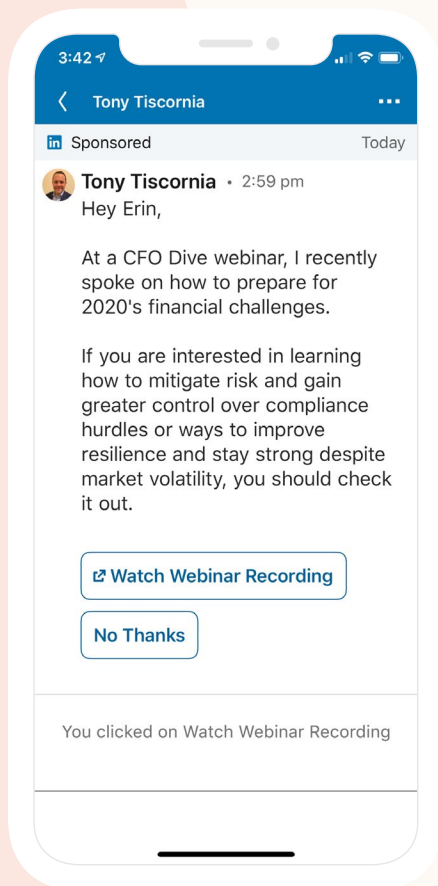 3:42
Tony Tiscornia
in Sponsored Today
Tony Tiscornia • 2:59 pm
Hey Erin,
At a CFO Dive webinar, I recently
spoke on how to prepare for
2020's financial challenges.
If you are interested in learning
how to mitigate risk and gain
greater control over compliance
hurdles or ways to improve
resilience and stay strong despite
market volatility, you should check
it out.
Watch Webinar Recording
No Thanks
You clicked on Watch Webinar Recording